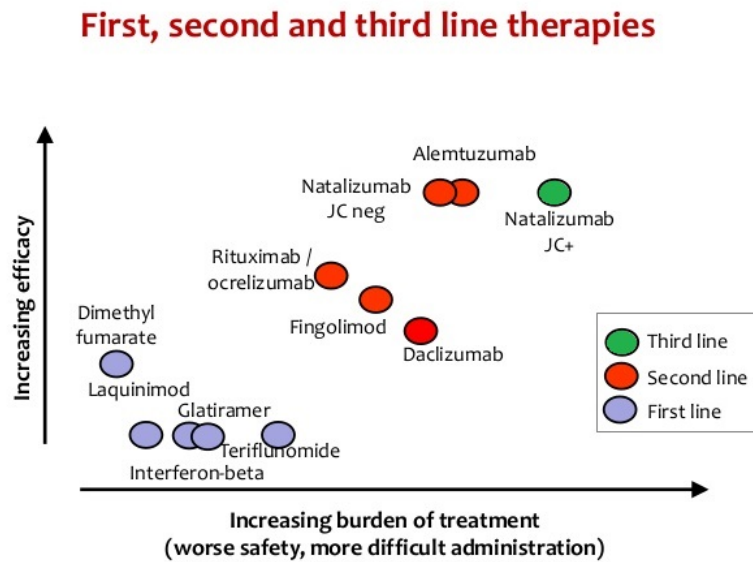 First, second and third line therapies
Increasing efficacy
Alemtuzumab
Natalizumab
JC neg
Natalizumab
JC+
Rituximab /
ocrelizumab
Fingolimod
Daclizumab
Dimethyl
fumarate
Laquinimod
Glatiramer
Teriflunomide
Interferon-beta
Third line
Second line
First line
Increasing burden of treatment
(worse safety, more difficult administration)